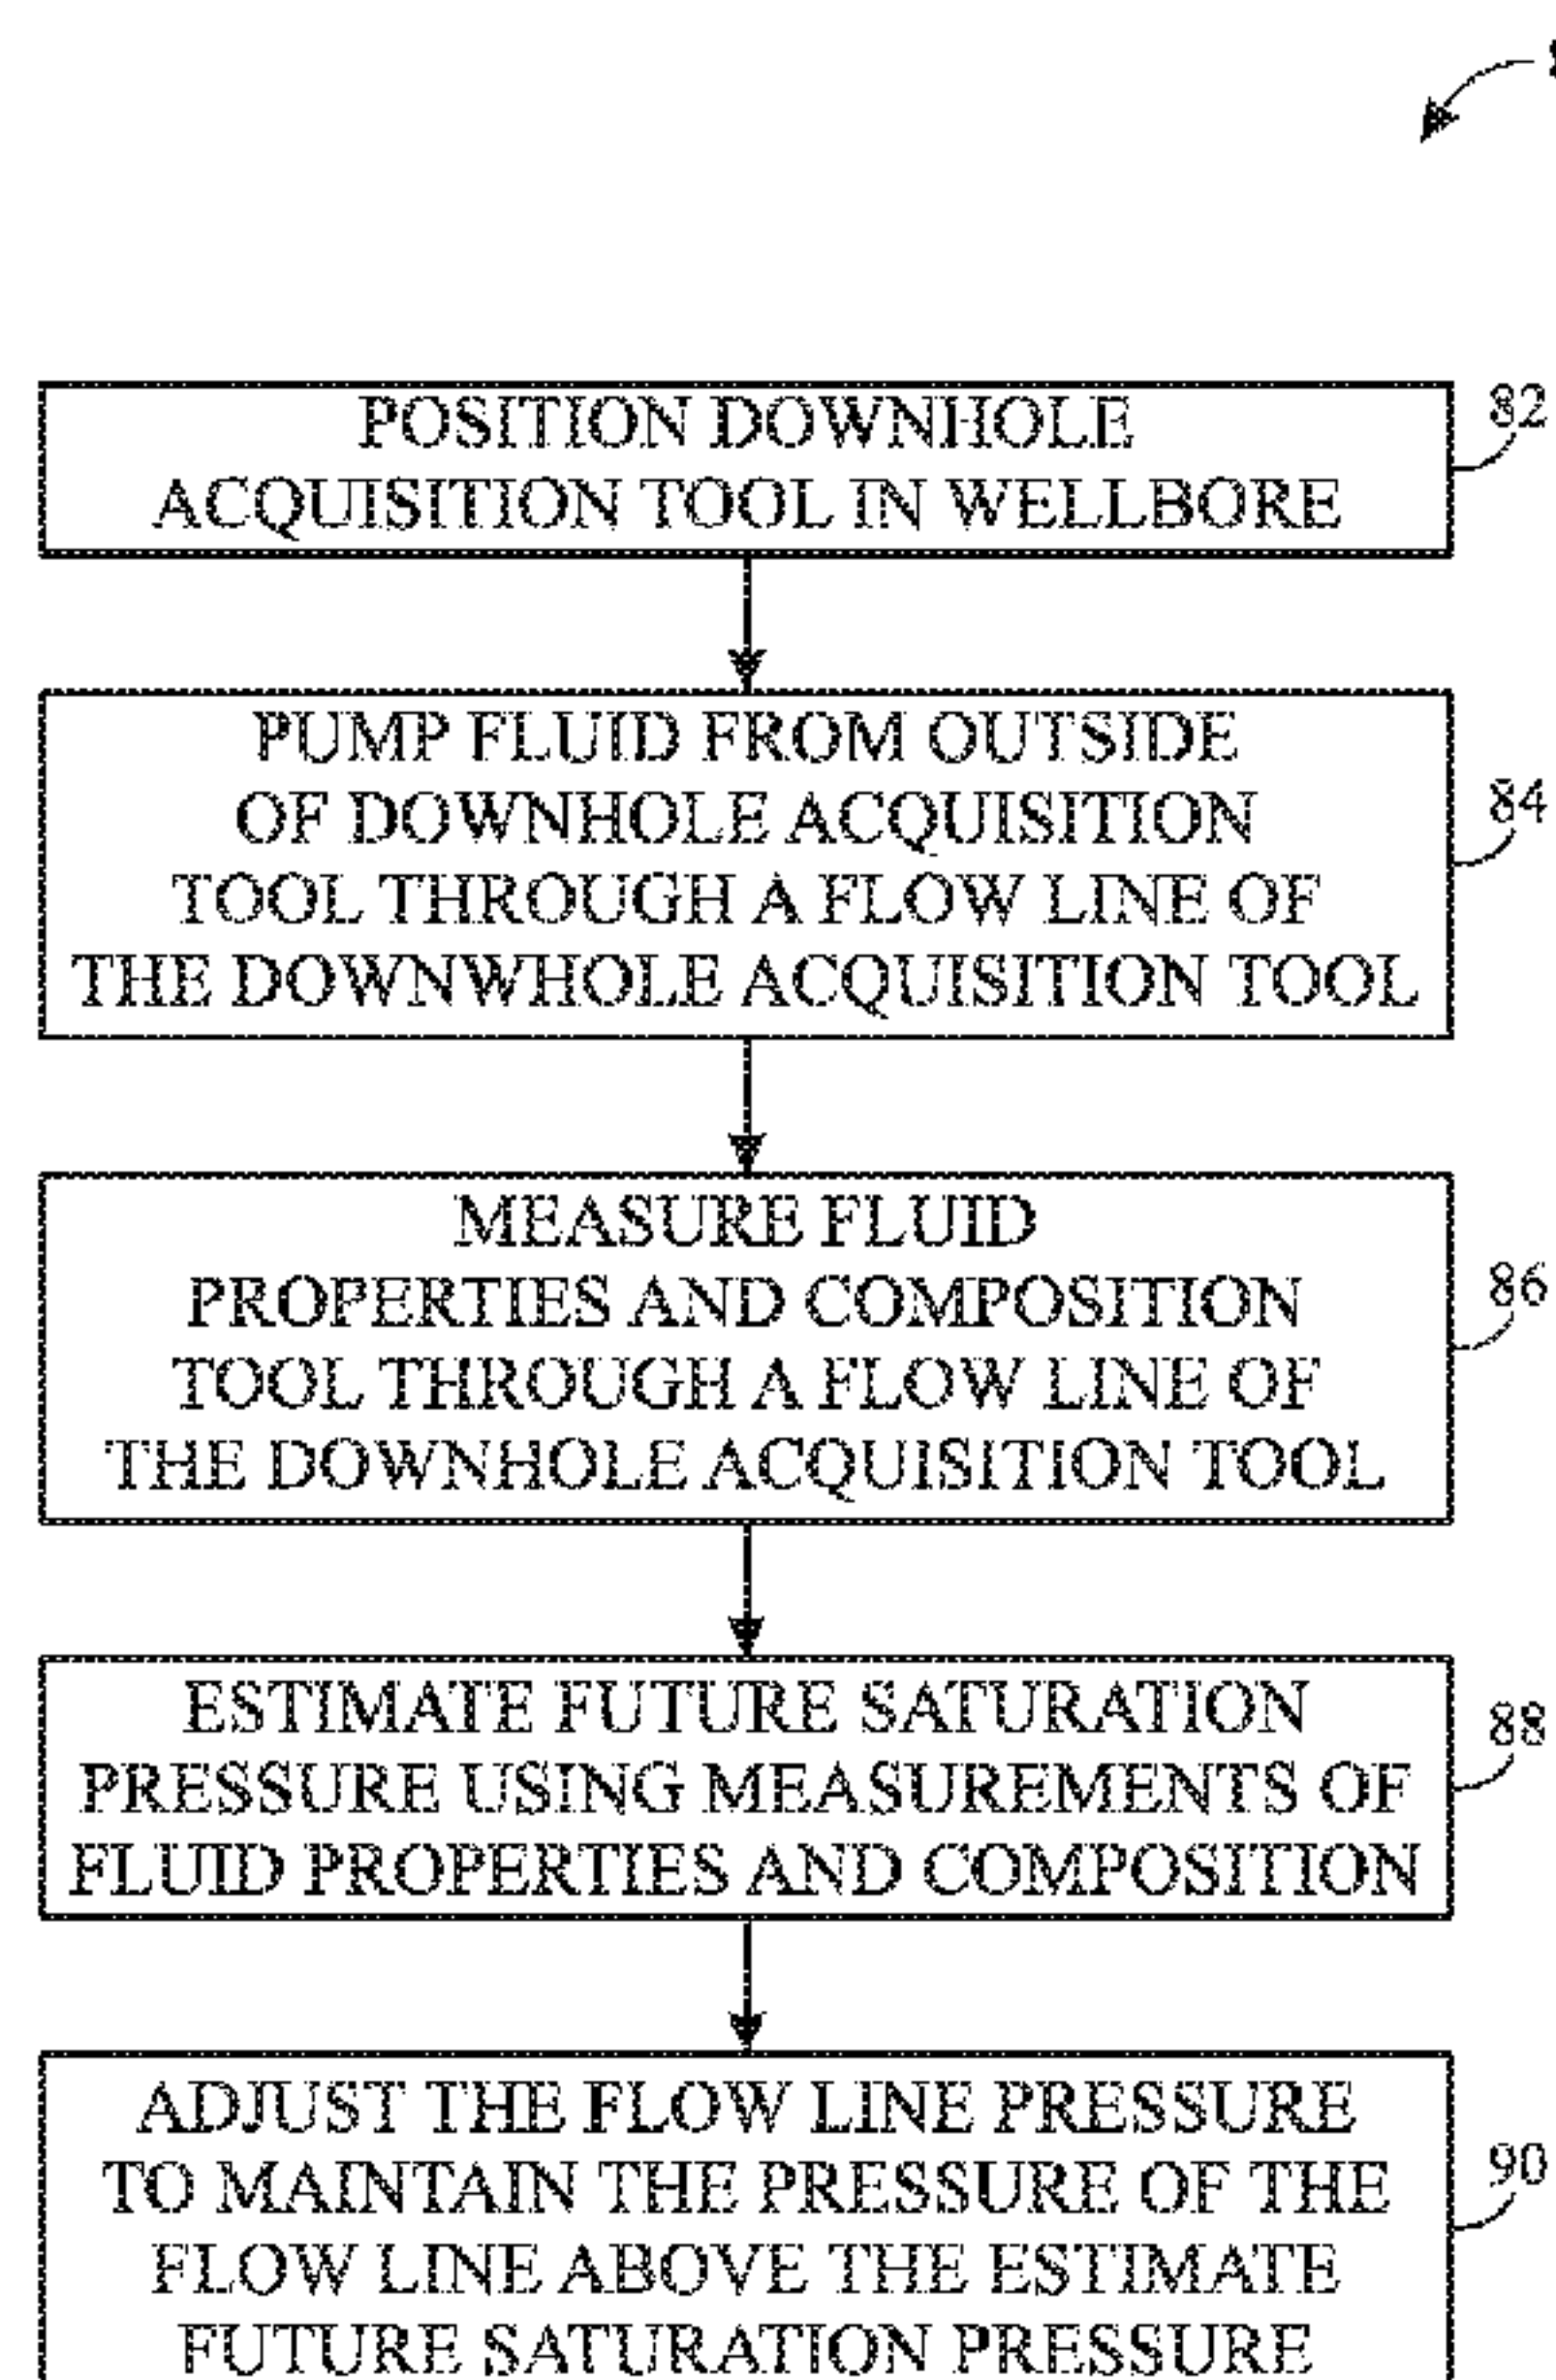 POSITION DOWNHOLE
ACQUISITION TOOL IN WELLBORE
82
PUMP FLUID FROM OUTSIDE
OF DOWNHOLE ACQUISITION
TOOL THROUGH A FLOW LINE OF
THE DOWNWHOLE ACQUISITION TOOL
84
MEASURE FLUID
PROPERTIES AND COMPOSITION
TOOL THROUGH A FLOW LINE OF
THE DOWNHOLE ACQUISITION TOOL
86
ESTIMATE FUTURE SATURATION
PRESSURE USING MEASUREMENTS OF
FLUID PROPERTIES AND COMPOSITION
88
ADJUST THE FLOW LINE PRESSURE
TO MAINTAIN THE PRESSURE OF THE
FLOW LINE ABOVE THE ESTIMATE
FUTURE SATURATION PRESSURE
90